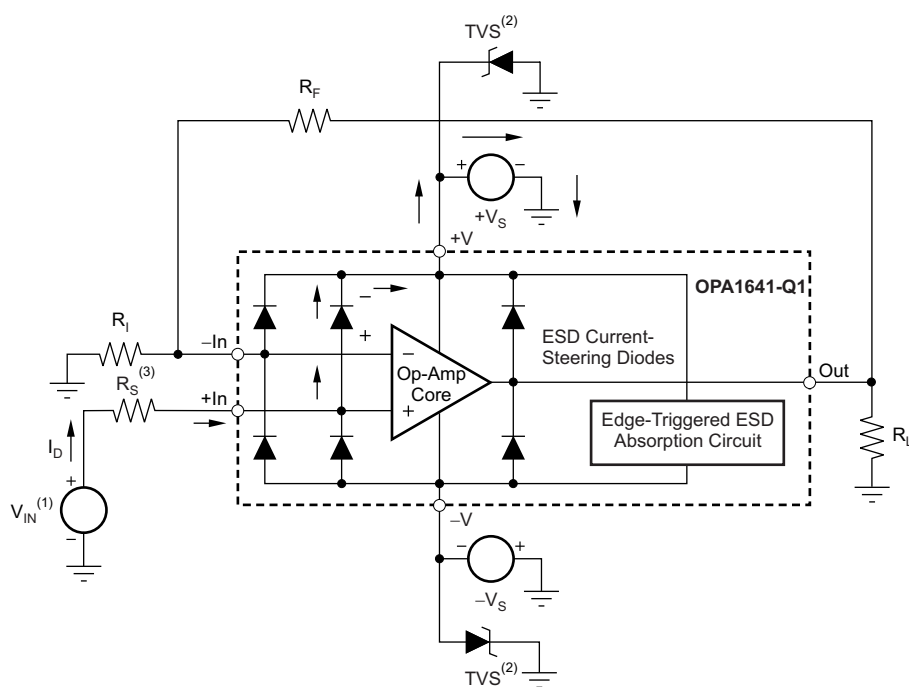 TVS(2)
RF
+ −
+VS
+V
OPA1641-Q1
−
+
RI
−In
ESD Current-
Steering Diodes
−
Op-Amp
Core
+
Out
(3)
RS
+In
Edge-Triggered ESD
Absorption Circuit
RL
ID
+
VIN(1)
−
−V
− +
−VS
TVS(2)